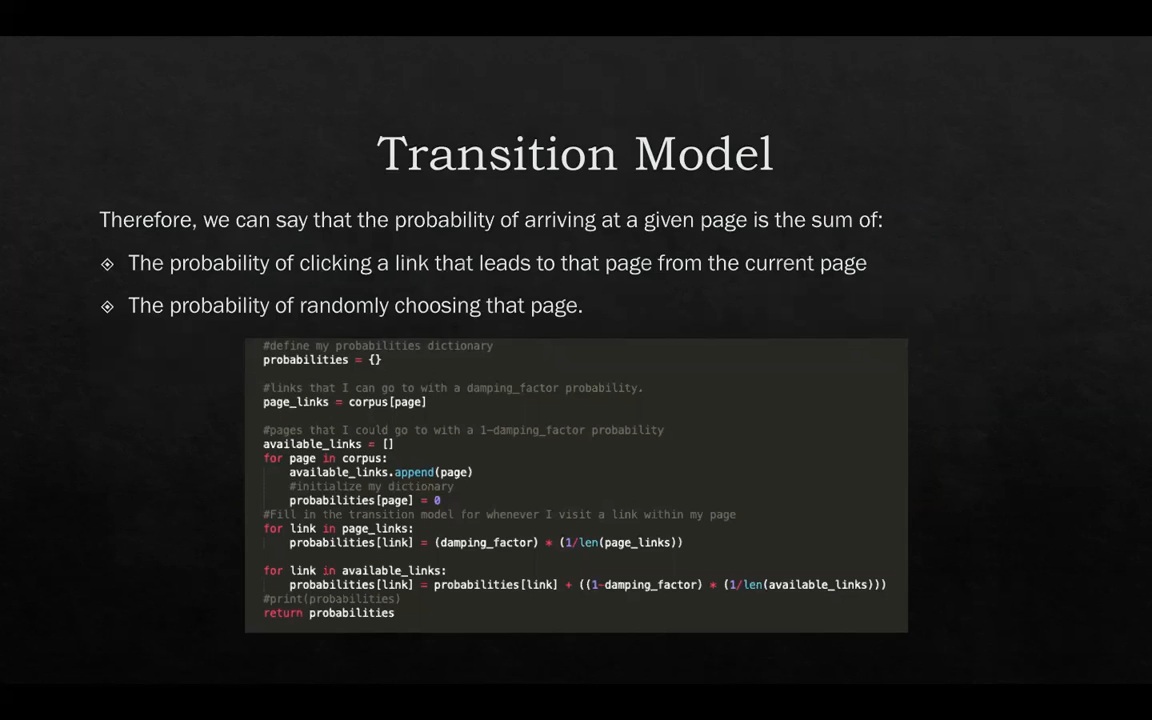 Transition Model
Therefore, we can say that the probability of arriving at a given page is the sum of:
The probability of clicking a link that leads to that page from the current page
The probability of randomly choosing that page.
#define my probabilities dictionary
probabilities = {}
#links that I can go to with a damping_factor probability.
page_links = corpus[page]
#pages that I could go to with a 1-damping_factor probability
available_links = []
for page in corpus:
    available_links.append(page)
    #initialize my dictionary
    probabilities[page] = 0
#Fill in the transition model for whenever I visit a link within my page
for link in page_links:
    probabilities[link] = (damping_factor) * (1/len(page_links))
for link in available_links:
    probabilities[link] = probabilities[link] + ((1-damping_factor) * (1/len(available_links)))
#print(probabilities)
return probabilities